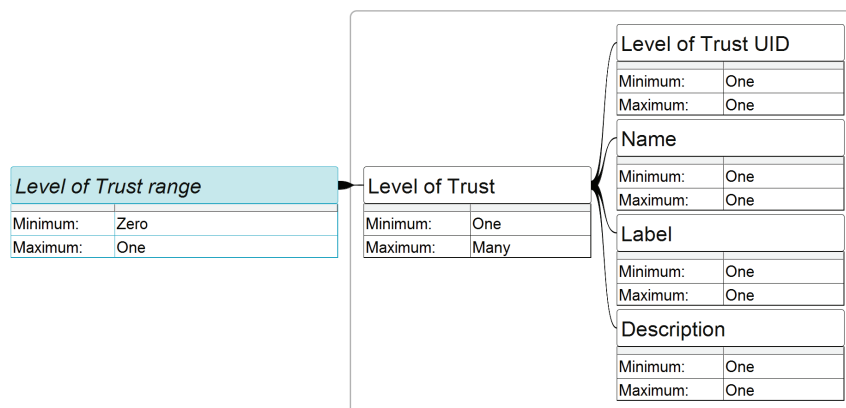 Level of Trust range
Minimum: Zero
Maximum: One
Level of Trust
Minimum: One
Maximum: Many
Level of Trust UID
Minimum: One
Maximum: One
Name
Minimum: One
Maximum: One
Label
Minimum: One
Maximum: One
Description
Minimum: One
Maximum: One